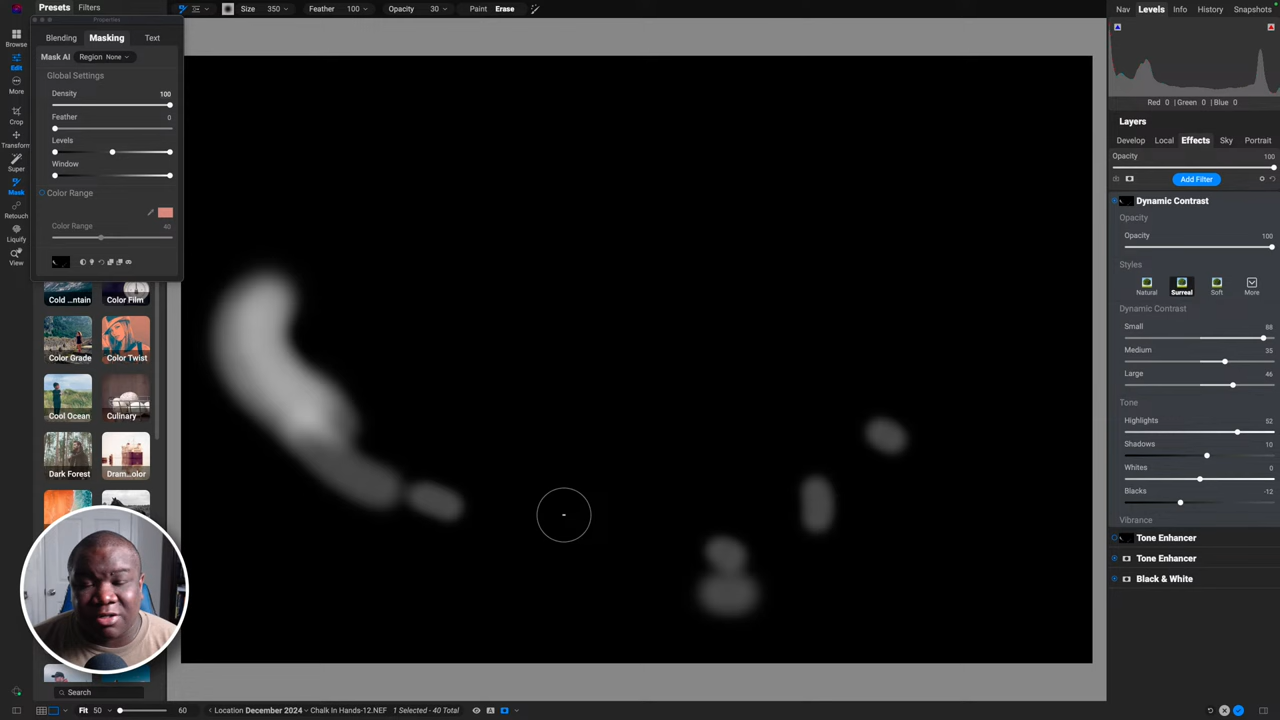 Presets Filters
Size 350 Feather 100 Opacity 30 Paint Erase
Nav Levels Info History Snapshots
Properties
Blending Masking Text
Mask AI Region None
Global Settings
Density 100
Feather 0
Levels
Window
Color Range
Color Range 40
Browse
Edit
More
Crop
Transform
Super
Mask
Retouch
Liquify
View
Cold ...ntain Color Film
Color Grade Color Twist
Cool Ocean Culinary
Dark Forest Dram...olor
Search
Red 0 | Green 0 | Blue 0
Layers
Develop Local Effects Sky Portrait
Opacity 100
Add Filter
Dynamic Contrast
Opacity
Opacity 100
Styles
Natural Surreal Soft More
Dynamic Contrast
Small 88
Medium 35
Large 46
Tone
Highlights 52
Shadows 10
Whites 0
Blacks -12
Vibrance
Tone Enhancer
Tone Enhancer
Black & White
Fit 50 60 Location December 2024 Chalk In Hands-12.NEF 1 Selected - 40 Total A